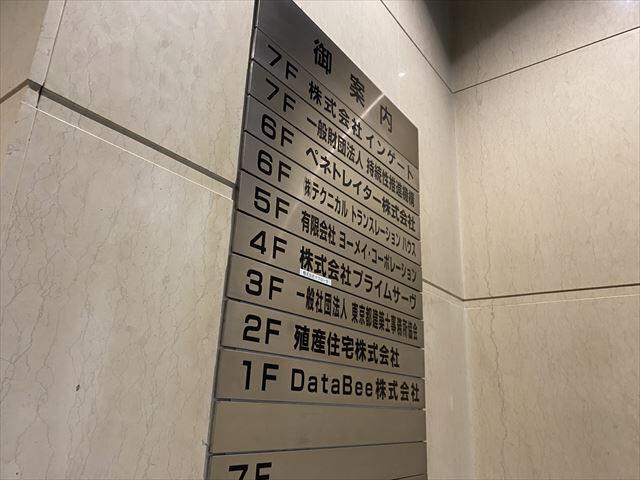 御案内
7F 株式会社インゲート
7F 一般財団法人 持続性推進機構
6F ペネトレイター株式会社
6F ㈱テクニカル トランスレーション ハウス
5F 有限会社 ヨーメイ・コーポレーション
4F 株式会社プライムサーヴ
3F 一般社団法人 東京都建築士事務所協会
2F 殖産住宅株式会社
1F DataBee株式会社
7F